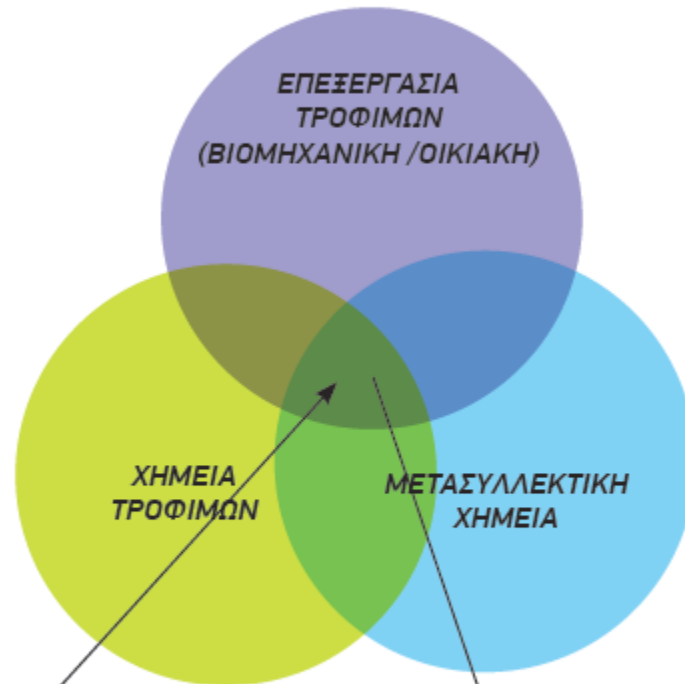 ΕΠΕΞΕΡΓΑΣΙΑ
ΤΡΟΦΙΜΩΝ
(ΒΙΟΜΗΧΑΝΙΚΗ /ΟΙΚΙΑΚΗ)
ΧΗΜΕΙΑ
ΤΡΟΦΙΜΩΝ
ΜΕΤΑΣΥΛΛΕΚΤΙΚΗ
ΧΗΜΕΙΑ